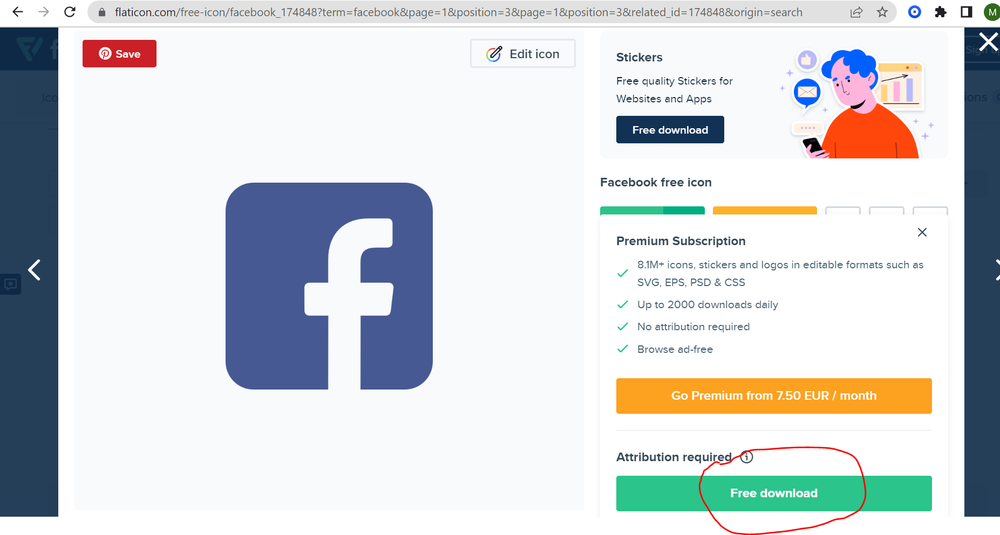 flaticon.com/free-icon/facebook_174848?term=facebook&page=1&position=3&page=1&position=3&related_id=174848&origin=search
M
Save
Edit icon
Stickers
Free quality Stickers for
Websites and Apps
Free download
Facebook free icon
Premium Subscription
8.1M+ icons, stickers and logos in editable formats such as
SVG, EPS, PSD & CSS
Up to 2000 downloads daily
No attribution required
Browse ad-free
Go Premium from 7.50 EUR / month
Attribution required
Free download